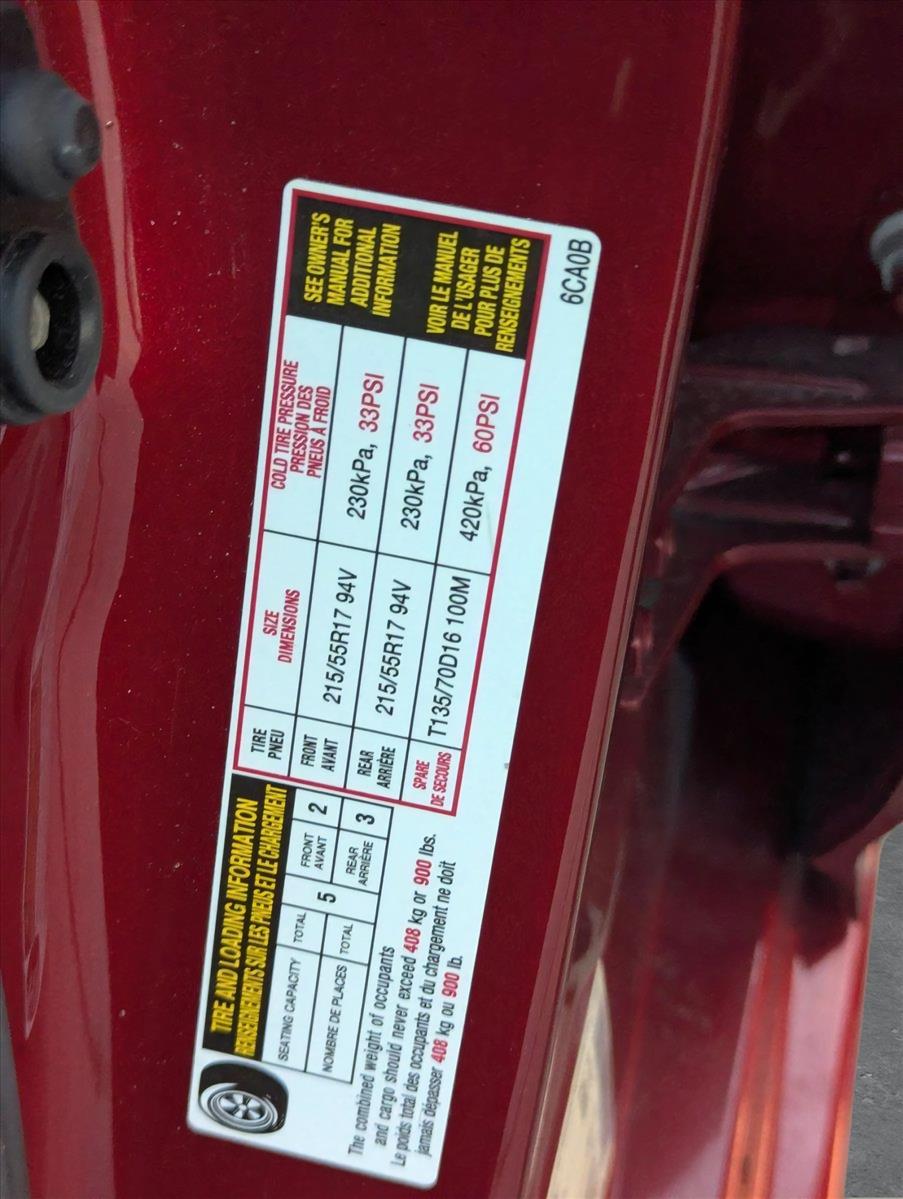 TIRE AND LOADING INFORMATION
RENSEIGNEMENTS SUR LES PNEUS ET LE CHARGEMENT
SEATING CAPACITY
NOMBRE DE PLACES
TOTAL
TOTAL
5
FRONT
AVANT
2
REAR
ARRIÈRE
3
The combined weight of occupants
and cargo should never exceed 408 kg or 900 lbs.
Le poids total des occupants et du chargement ne doit
jamais dépasser 408 kg ou 900 lb.
TIRE
PNEU
SIZE
DIMENSIONS
COLD TIRE PRESSURE
PRESSION DES
PNEUS À FROID
FRONT
AVANT
215/55R17 94V
230kPa, 33PSI
REAR
ARRIÈRE
215/55R17 94V
230kPa, 33PSI
SPARE
DE SECOURS
T135/70D16 100M
420kPa, 60PSI
SEE OWNER'S
MANUAL FOR
ADDITIONAL
INFORMATION
VOIR LE MANUEL
DE L'USAGER
POUR PLUS DE
RENSEIGNEMENTS
6CA0B